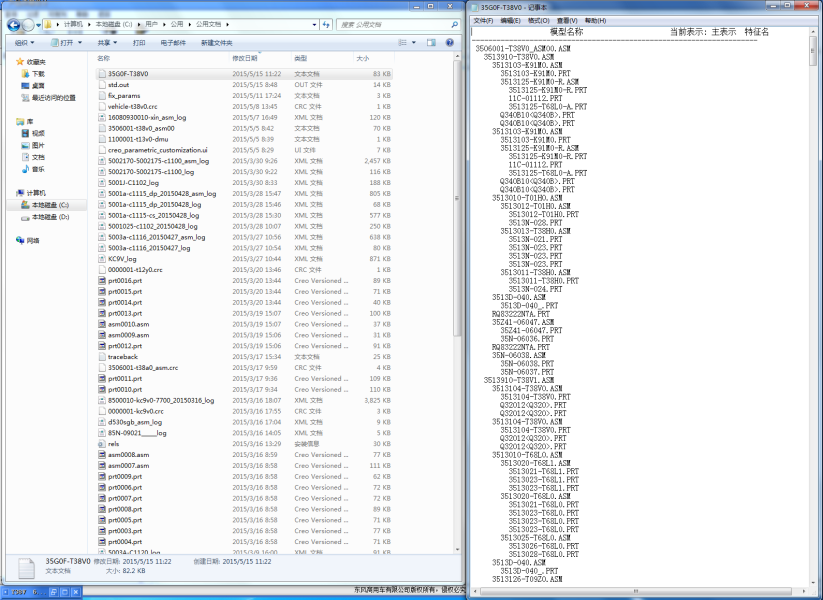 计算机 ▸ 本地磁盘 (C:) ▸ 用户 ▸ 公用 ▸ 公用文档 ▸
搜索 公用文档
组织 打开 共享 打印 电子邮件 新建文件夹
收藏夹
下载
桌面
最近访问的位置
库
视频
图片
文档
音乐
计算机
本地磁盘 (C:)
本地磁盘 (D:)
网络
名称 修改日期 类型 大小
35G0F-T38V0 2015/5/15 11:22 文本文档 83 KB
std.out 2015/5/15 8:48 OUT 文件 14 KB
fix_params 2015/5/11 17:24 文本文档 3 KB
vehicle-t38v0.crc 2015/5/8 13:45 CRC 文件 1 KB
16080930010-xin_asm_log 2015/5/7 16:49 XML 文档 120 KB
3506001-t38v0_asm00 2015/5/5 8:42 文本文档 70 KB
1100001-t13v0-dmu 2015/5/5 8:39 文本文档 1 KB
creo_parametric_customization.ui 2015/5/4 8:21 UI 文件 7 KB
5002170-5002175-c1100_asm_log 2015/3/30 9:26 XML 文档 2,457 KB
5002170-5002175-c1100_log 2015/3/30 9:22 XML 文档 116 KB
5001J-C1102_log 2015/3/30 8:33 XML 文档 188 KB
5001a-c1115_dp_20150428_asm_log 2015/3/28 15:47 XML 文档 805 KB
5001a-c1115_dp_20150428_log 2015/3/28 15:46 XML 文档 68 KB
5001a-c1115-cs_20150428_log 2015/3/28 15:30 XML 文档 577 KB
5001025-c1102_20150428_log 2015/3/28 10:07 XML 文档 250 KB
5003a-c1116_20150427_asm_log 2015/3/27 10:56 XML 文档 638 KB
5003a-c1116_20150427_log 2015/3/27 10:54 XML 文档 80 KB
KC9V_log 2015/3/27 10:44 XML 文档 871 KB
0000001-t12y0.crc 2015/3/20 13:46 CRC 文件 1 KB
prt0016.prt 2015/3/20 13:44 Creo Versioned ... 89 KB
prt0015.prt 2015/3/20 13:44 Creo Versioned ... 71 KB
prt0014.prt 2015/3/20 13:44 Creo Versioned ... 40 KB
prt0013.prt 2015/3/19 15:07 Creo Versioned ... 100 KB
asm0010.asm 2015/3/19 15:07 Creo Versioned ... 37 KB
asm0009.asm 2015/3/19 15:06 Creo Versioned ... 31 KB
prt0012.prt 2015/3/19 15:06 Creo Versioned ... 91 KB
traceback 2015/3/17 15:34 文本文档 25 KB
3506001-t38a0_asm.crc 2015/3/17 9:59 CRC 文件 4 KB
prt0011.prt 2015/3/17 9:36 Creo Versioned ... 109 KB
prt0010.prt 2015/3/17 9:34 Creo Versioned ... 110 KB
8500010-kc9v0-7700_20150316_log 2015/3/16 18:07 XML 文档 3,825 KB
0000001-kc9v0.crc 2015/3/16 17:55 CRC 文件 3 KB
d530sgb_asm_log 2015/3/16 17:04 XML 文档 9 KB
85N-09021_____log 2015/3/16 14:05 XML 文档 5 KB
rels 2015/3/16 13:29 安装信息 30 KB
asm0008.asm 2015/3/16 8:59 Creo Versioned ... 77 KB
asm0007.asm 2015/3/16 8:58 Creo Versioned ... 111 KB
prt0009.prt 2015/3/16 8:58 Creo Versioned ... 62 KB
prt0006.prt 2015/3/16 8:58 Creo Versioned ... 72 KB
prt0007.prt 2015/3/16 8:58 Creo Versioned ... 72 KB
prt0008.prt 2015/3/16 8:58 Creo Versioned ... 89 KB
prt0005.prt 2015/3/16 8:58 Creo Versioned ... 71 KB
prt0003.prt 2015/3/16 8:58 Creo Versioned ... 77 KB
prt0004.prt 2015/3/16 8:58 Creo Versioned ... 71 KB
5003A-C1120_log 2015/3/9 16:00 XML 文档 91 KB
35G0F-T38V0 修改日期: 2015/5/15 11:22 创建日期: 2015/5/15 11:22
文本文档 大小: 82.2 KB
东风商用车有限公司版权所有，侵权必究
35G0F-T38V0 - 记事本
文件(F) 编辑(E) 格式(O) 查看(V) 帮助(H)
模型名称 当前表示: 主表示 特征名
3506001-T38V0_ASM00.ASM
3513910-T38V0.ASM
3513103-K91M0.ASM
3513103-K91M0.PRT
3513125-K91M0-R.ASM
3513125-K91M0-R.PRT
11C-01112.PRT
3513125-T68L0-A.PRT
Q340B10<Q340B>.PRT
Q340B10<Q340B>.PRT
3513103-K91M0.ASM
3513103-K91M0.PRT
3513125-K91M0-R.ASM
3513125-K91M0-R.PRT
11C-01112.PRT
3513125-T68L0-A.PRT
Q340B10<Q340B>.PRT
Q340B10<Q340B>.PRT
3513010-T01H0.ASM
3513012-T01H0.ASM
3513012-T01H0.PRT
3513N-028.PRT
3513013-T38H0.ASM
3513N-021.PRT
3513N-023.PRT
3513N-023.PRT
3513N-023.PRT
3513011-T38H0.ASM
3513011-T38H0.PRT
3513N-024.PRT
3513D-040.ASM
3513D-040_.PRT
RQ83222N7A.PRT
35Z41-06047.ASM
35Z41-06047.PRT
35N-06036.PRT
RQ83222N7A.PRT
35N-06038.ASM
35N-06038.PRT
35N-06037.PRT
3513910-T38V1.ASM
3513104-T38V0.ASM
3513104-T38V0.PRT
Q32012<Q320>.PRT
Q32012<Q320>.PRT
3513104-T38V0.ASM
3513104-T38V0.PRT
Q32012<Q320>.PRT
Q32012<Q320>.PRT
3513010-T68L0.ASM
3513020-T68L1.ASM
3513021-T68L1.PRT
3513023-T68L1.PRT
3513023-T68L1.PRT
3513020-T68L0.ASM
3513021-T68L0.PRT
3513023-T68L0.PRT
3513023-T68L0.PRT
3513023-T68L0.PRT
3513025-T68L0.ASM
3513026-T68L0.PRT
3513028-T68L0.PRT
3513D-040.ASM
3513D-040_.PRT
3513126-T09Z0.ASM